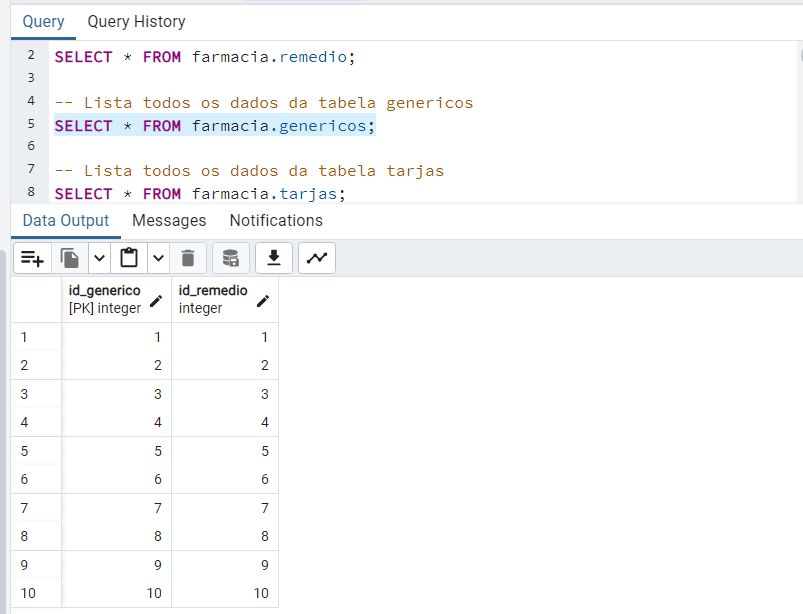 Query Query History
2 SELECT * FROM farmacia.remedio;
3
4 -- Lista todos os dados da tabela genericos
5 SELECT * FROM farmacia.genericos;
6
7 -- Lista todos os dados da tabela tarjas
8 SELECT * FROM farmacia.tarjas;
Data Output Messages Notifications
id_generico id_remedio
[PK] integer integer
1 1 1
2 2 2
3 3 3
4 4 4
5 5 5
6 6 6
7 7 7
8 8 8
9 9 9
10 10 10